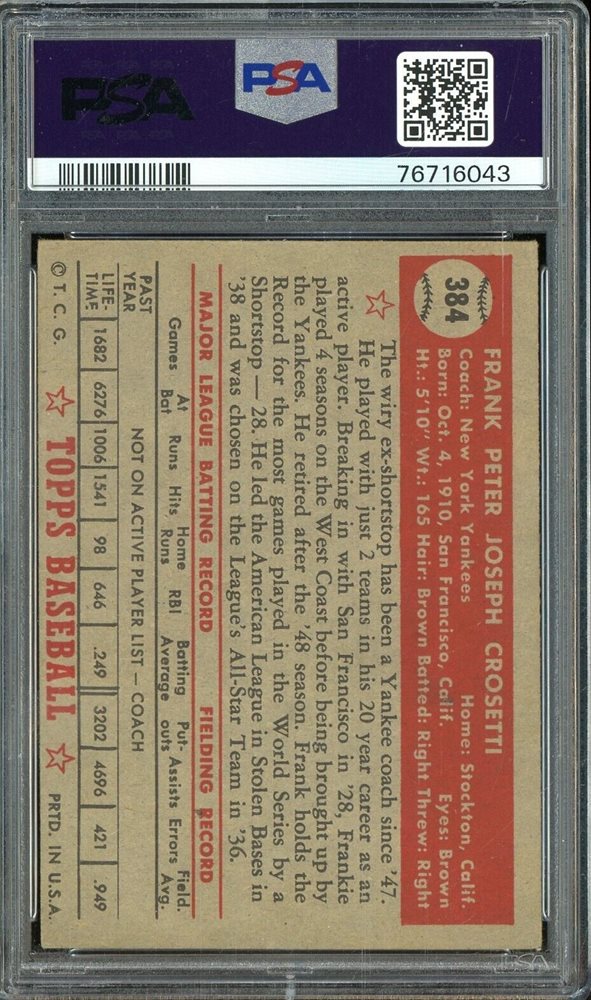 PSA
PSA
76716043
384
FRANK PETER JOSEPH CROSETTI
Coach: New York Yankees Home: Stockton, Calif.
Born: Oct. 4, 1910, San Francisco, Calif. Eyes: Brown
Ht.: 5'10" Wt.: 165 Hair: Brown Batted: Right Threw: Right
The wiry ex-shortstop has been a Yankee coach since '47.
He played with just 2 teams in his 20 year career as an
active player. Breaking in with San Francisco in '28, Frankie
played 4 seasons on the West Coast before being brought up by
the Yankees. He retired after the '48 season. Frank holds the
Record for the most games played in the World Series by a
Shortstop — 28. He led the American League in Stolen Bases in
'38 and was chosen on the League's All-Star Team in '36.
MAJOR LEAGUE BATTING RECORD FIELDING RECORD
Games At Bat Runs Hits Home Runs RBI Batting Average Put-outs Assists Errors Field. Avg.
PAST YEAR NOT ON ACTIVE PLAYER LIST — COACH
LIFE-TIME 1682 6276 1006 1541 98 646 .249 3202 4696 421 .949
© T. C. G. TOPPS BASEBALL PRTD. IN U.S.A.
PSA